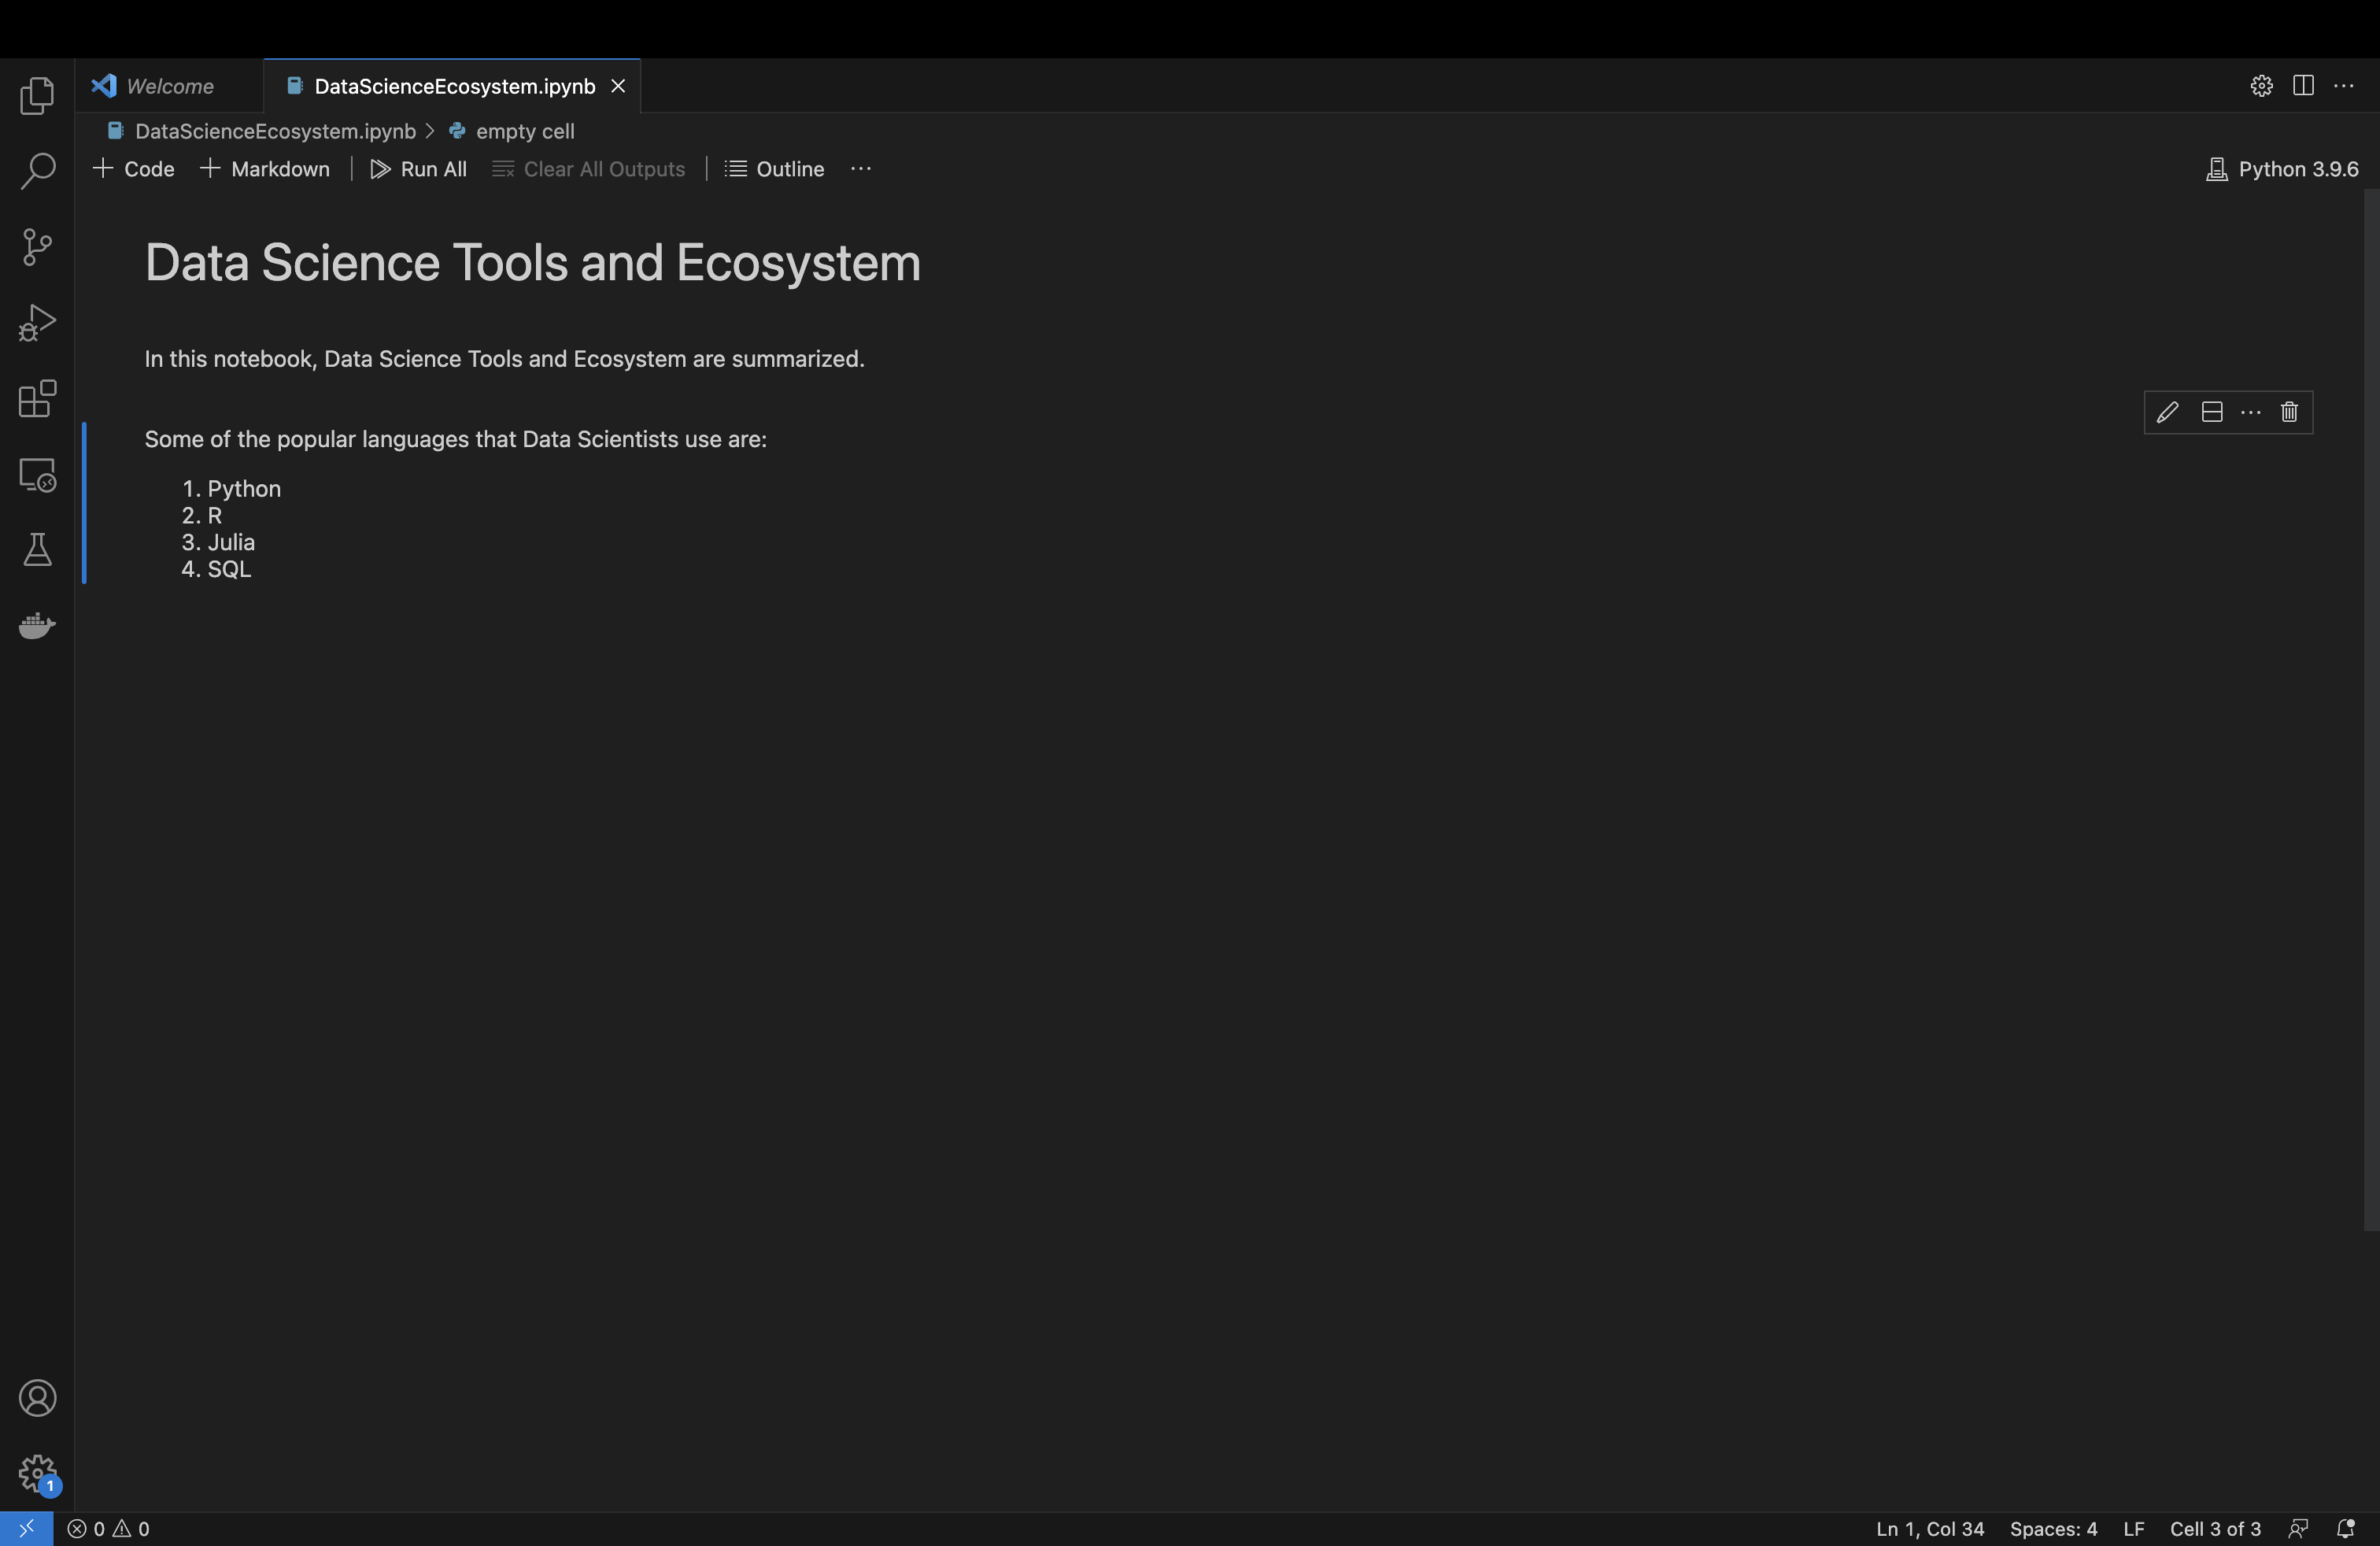 Welcome
DataScienceEcosystem.ipynb
DataScienceEcosystem.ipynb > empty cell
+ Code + Markdown | Run All Clear All Outputs | Outline ...
Python 3.9.6
Data Science Tools and Ecosystem
In this notebook, Data Science Tools and Ecosystem are summarized.
Some of the popular languages that Data Scientists use are:
1. Python
2. R
3. Julia
4. SQL
1
0 0
Ln 1, Col 34 Spaces: 4 LF Cell 3 of 3